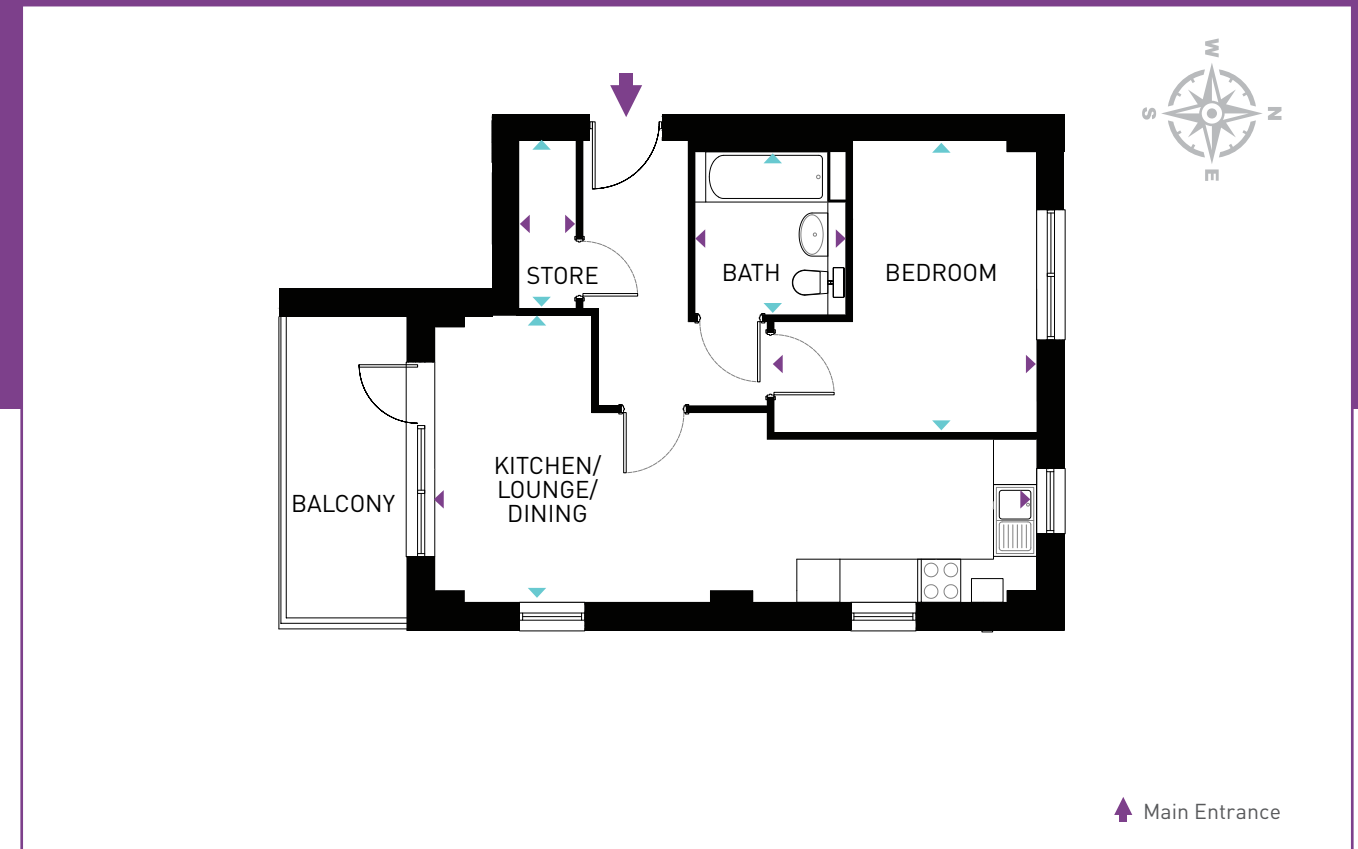 W
S
N
E
STORE
BATH
BEDROOM
KITCHEN/
LOUNGE/
DINING
BALCONY
Main Entrance